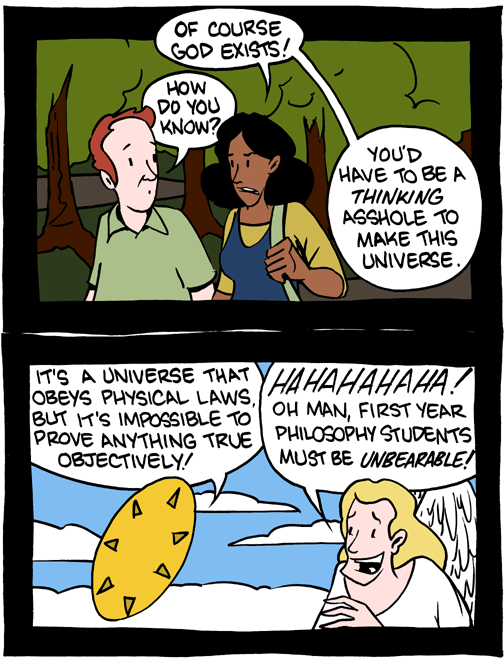 OF COURSE
GOD EXISTS!
HOW
DO YOU
KNOW?
YOU'D
HAVE TO BE A
THINKING
ASSHOLE TO
MAKE THIS
UNIVERSE.
IT'S A UNIVERSE THAT
OBEYS PHYSICAL LAWS,
BUT IT'S IMPOSSIBLE TO
PROVE ANYTHING TRUE
OBJECTIVELY!
HAHAHAHAHA!
OH MAN, FIRST YEAR
PHILOSOPHY STUDENTS
MUST BE UNBEARABLE!